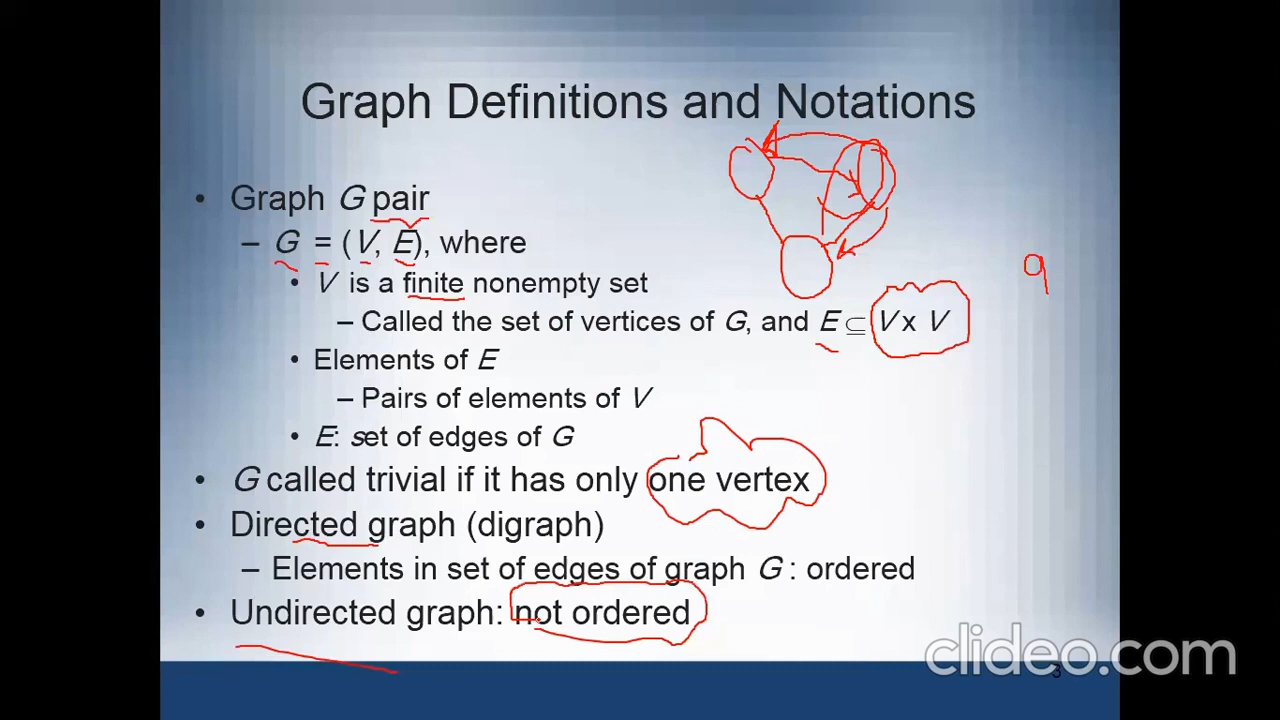 Graph Definitions and Notations
• Graph G pair
– G = (V, E), where
• V is a finite nonempty set
– Called the set of vertices of G, and E ⊆ V x V
• Elements of E
– Pairs of elements of V
• E: set of edges of G
• G called trivial if it has only one vertex
• Directed graph (digraph)
– Elements in set of edges of graph G : ordered
• Undirected graph: not ordered
9
clideo.com
3